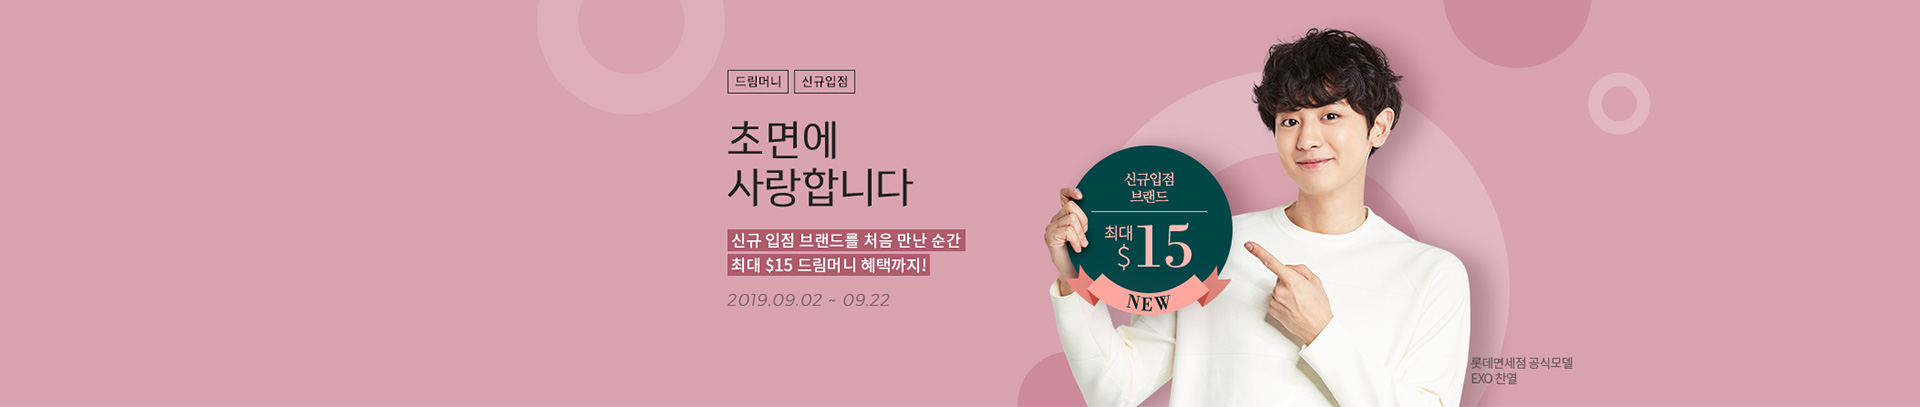 드림머니 신규입점
초면에
사랑합니다
신규 입점 브랜드를 처음 만난 순간
최대 $15 드림머니 혜택까지!
2019.09.02 ~ 09.22
신규입점
브랜드
최대
$15
NEW
롯데면세점 공식모델
EXO 찬열